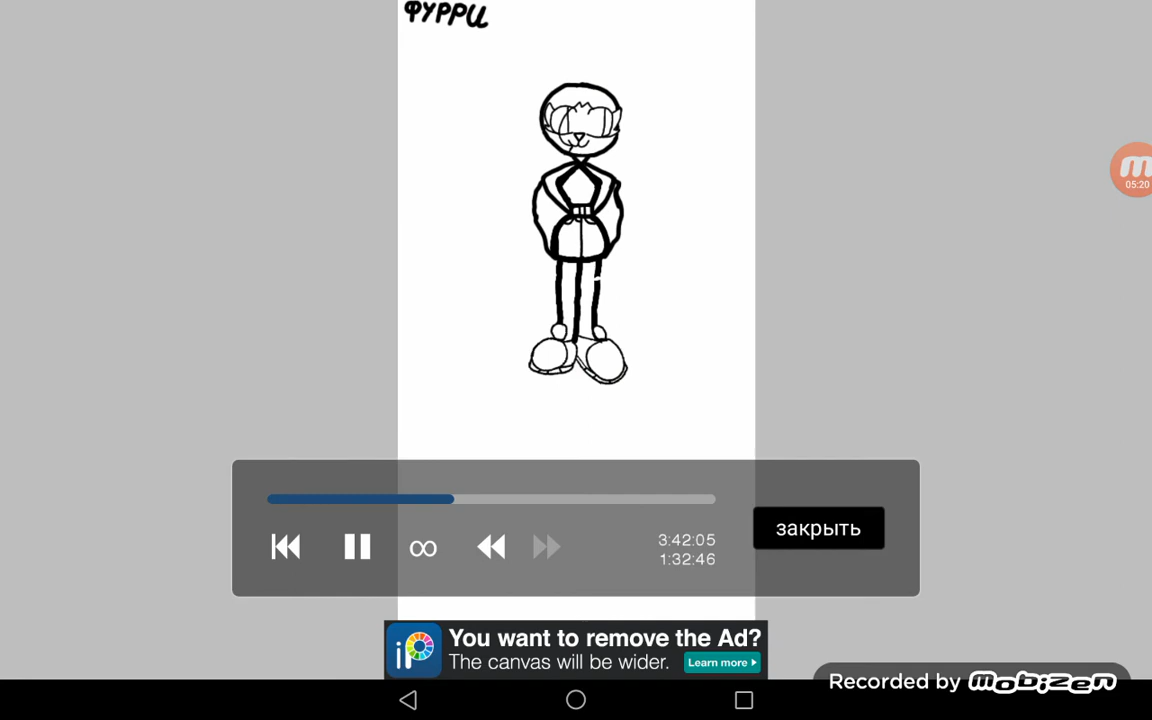 ФУРРИ
05:20
3:42:05
1:32:46
закрыть
iP
You want to remove the Ad?
The canvas will be wider.
Learn more
Recorded by mobizen